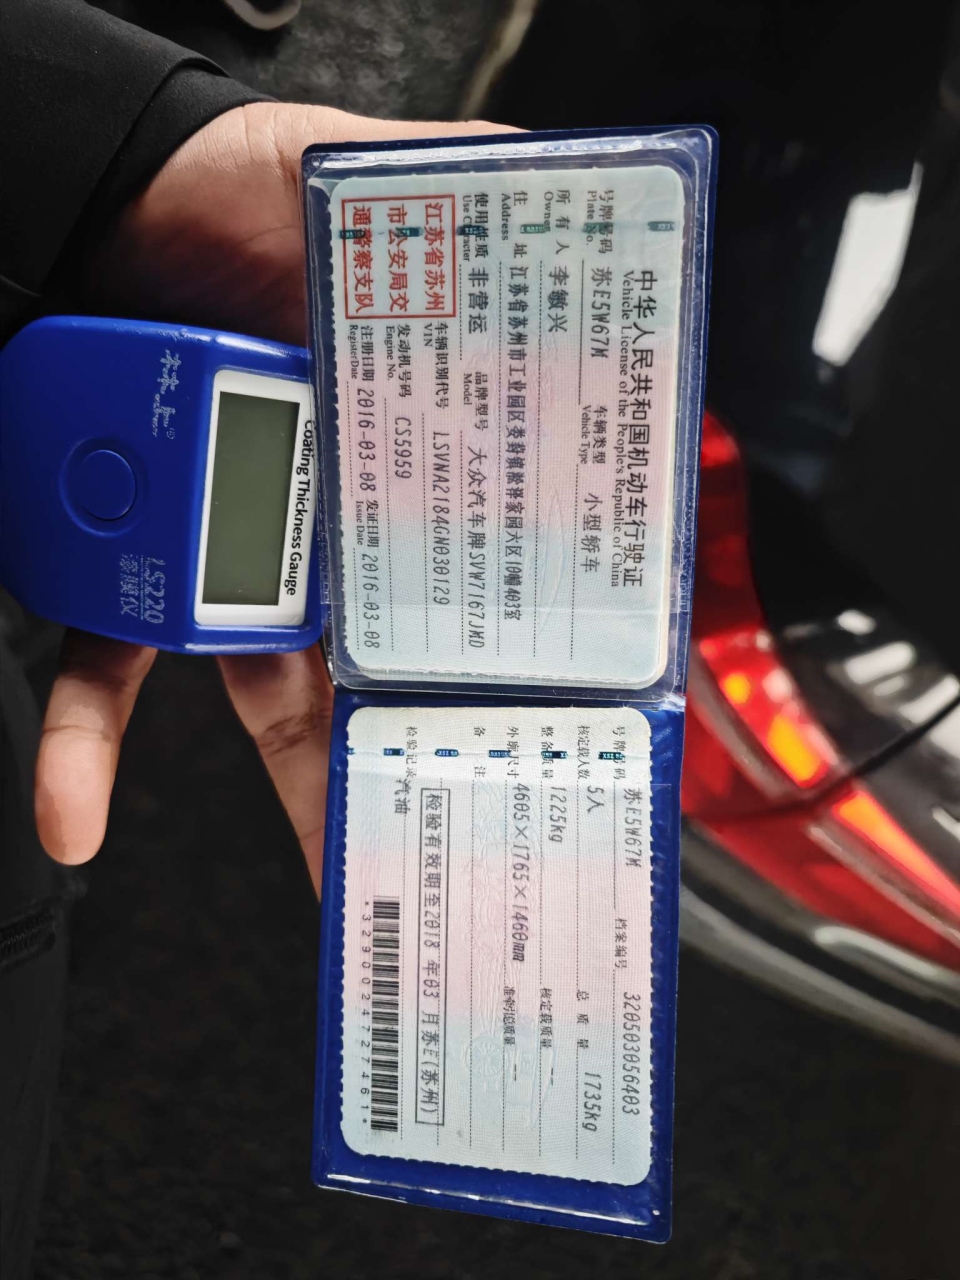 中华人民共和国机动车行驶证
Vehicle License of the People's Republic of China
号牌号码 苏E5W67M 车辆类型 小型轿车
Plate No. Vehicle Type
所有人 李敏兴
Owner
住址 江苏省苏州市工业园区娄葑镇淞泽家园六区10幢403室
Address
使用性质 非营运 品牌型号 大众汽车牌SVW7167JMD
Use Character Model
江苏省苏州
市公安局交
通警察支队
车辆识别代号 LSVNA2184GN030129
VIN
发动机号码 CS5959
Engine No.
注册日期 2016-03-08 发证日期 2016-03-08
Register Date Issue Date
号牌号码 苏E5W67M 档案编号 320503056403
核定载人数 5人 总质量 1735kg
整备质量 1225kg 核定载质量 --
外廓尺寸 4605×1765×1460mm 准牵引总质量 --
备注
检验有效期至2018年03月苏E(苏州)
检验记录 汽油
*3290024727461*
Coating Thickness Gauge
LS220
漆膜仪